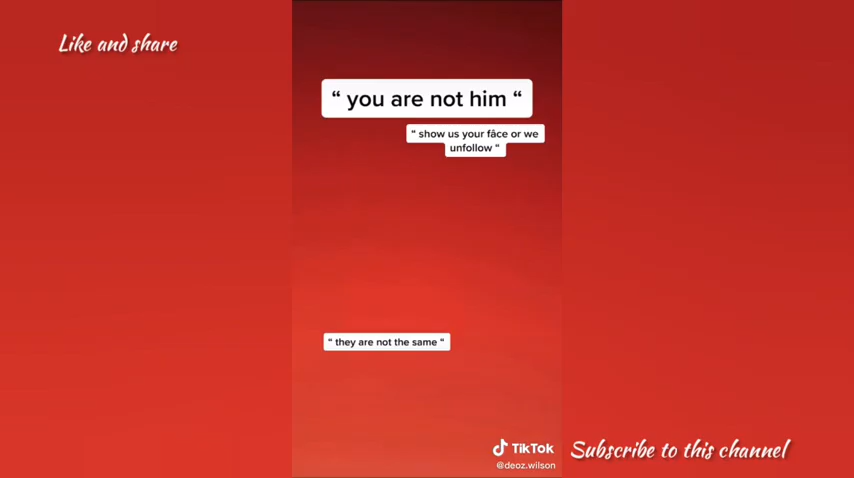 Like and share
“ you are not him “
“ show us your fâce or we
unfollow “
“ they are not the same “
TikTok
@deoz.wilson
Subscribe to this channel